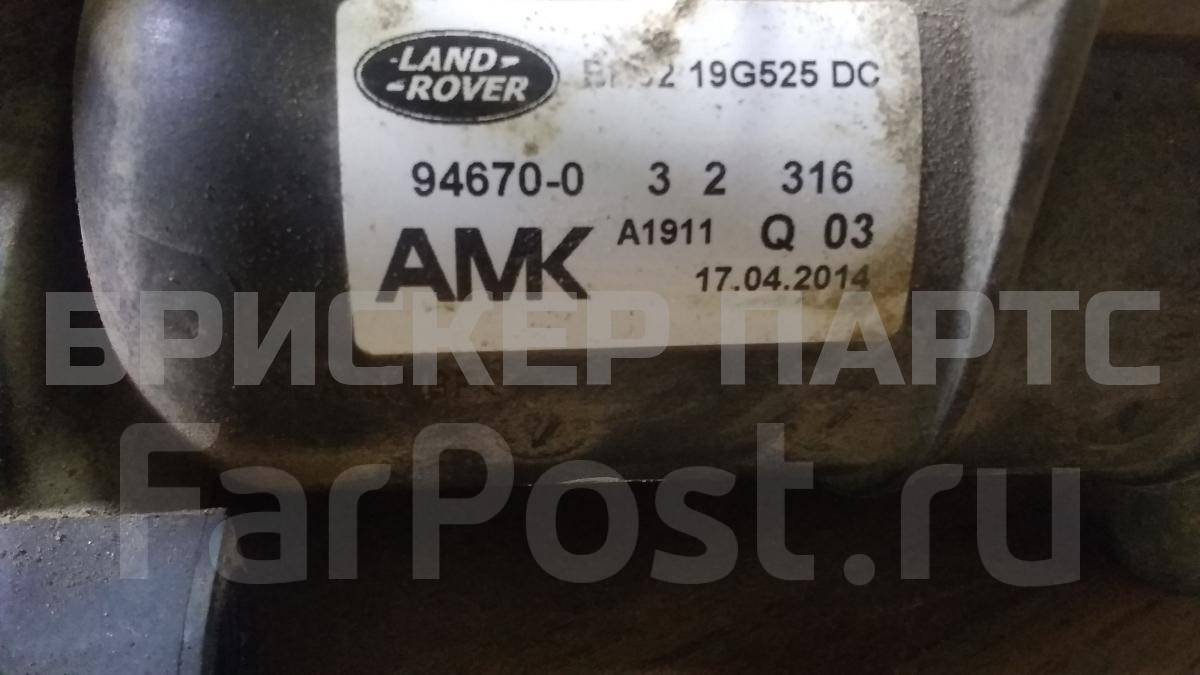 LAND-
-ROVER
19G525 DC
94670-0 3 2 316
AMK A1911 Q 03
17.04.2014
БРИСКЕР ПАРТС
FarPost.ru